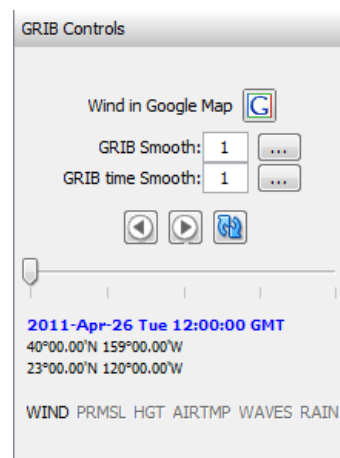 GRIB Controls
Wind in Google Map G
GRIB Smooth: 1 ...
GRIB time Smooth: 1 ...
2011-Apr-26 Tue 12:00:00 GMT
40°00.00'N 159°00.00'W
23°00.00'N 120°00.00'W
WIND PRMSL HGT AIRTMP WAVES RAIN